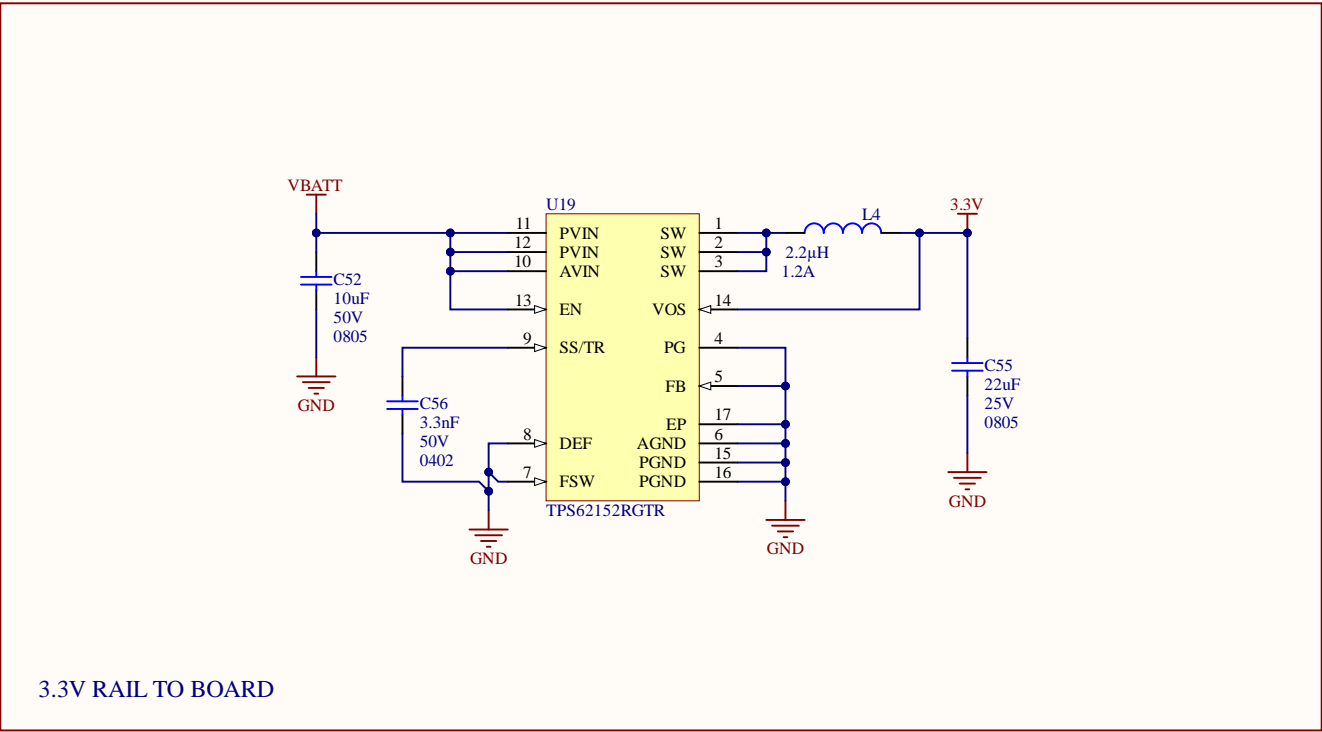 VBATT
C52
10uF
50V
0805
GND
C56
3.3nF
50V
0402
GND
U19
11 PVIN
12 PVIN
10 AVIN
13 EN
9 SS/TR
8 DEF
7 FSW
SW 1
SW 2
SW 3
VOS 14
PG 4
FB 5
EP 17
AGND 6
PGND 15
PGND 16
TPS62152RGTR
GND
L4
2.2µH
1.2A
3.3V
C55
22uF
25V
0805
GND
3.3V RAIL TO BOARD